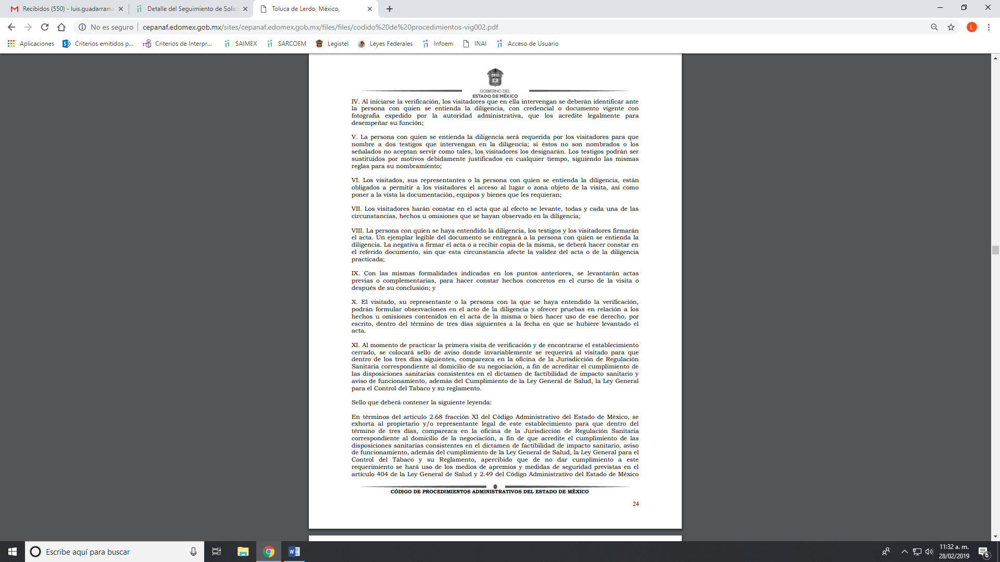 Recibidos (550) - luis.guadarrama
Detalle del Seguimiento de Solici
Toluca de Lerdo, México,
No es seguro
cepanaf.edomex.gob.mx/sites/cepanaf.edomex.gob.mx/files/files/codido%20de%20procedimientos-vig002.pdf
L
Aplicaciones
Criterios emitidos p...
Criterios de Interpr...
SAIMEX
SARCOEM
Legistel
Leyes Federales
Infoem
INAI
Acceso de Usuario
GOBIERNO DEL
ESTADO DE MÉXICO
IV. Al iniciarse la verificación, los visitadores que en ella intervengan se deberán identificar ante
la persona con quien se entienda la diligencia, con credencial o documento vigente con
fotografía expedido por la autoridad administrativa, que los acredite legalmente para
desempeñar su función;
V. La persona con quien se entienda la diligencia será requerida por los visitadores para que
nombre a dos testigos que intervengan en la diligencia; si éstos no son nombrados o los
señalados no aceptan servir como tales, los visitadores los designarán. Los testigos podrán ser
sustituidos por motivos debidamente justificados en cualquier tiempo, siguiendo las mismas
reglas para su nombramiento;
VI. Los visitados, sus representantes o la persona con quien se entienda la diligencia, están
obligados a permitir a los visitadores el acceso al lugar o zona objeto de la visita, así como
poner a la vista la documentación, equipos y bienes que les requieran;
VII. Los visitadores harán constar en el acta que al efecto se levante, todas y cada una de las
circunstancias, hechos u omisiones que se hayan observado en la diligencia;
VIII. La persona con quien se haya entendido la diligencia, los testigos y los visitadores firmarán
el acta. Un ejemplar legible del documento se entregará a la persona con quien se entienda la
diligencia. La negativa a firmar el acta o a recibir copia de la misma, se deberá hacer constar en
el referido documento, sin que esta circunstancia afecte la validez del acta o de la diligencia
practicada;
IX. Con las mismas formalidades indicadas en los puntos anteriores, se levantarán actas
previas o complementarias, para hacer constar hechos concretos en el curso de la visita o
después de su conclusión; y
X. El visitado, su representante o la persona con la que se haya entendido la verificación,
podrán formular observaciones en el acto de la diligencia y ofrecer pruebas en relación a los
hechos u omisiones contenidos en el acta de la misma o bien hacer uso de ese derecho, por
escrito, dentro del término de tres días siguientes a la fecha en que se hubiere levantado el
acta.
XI. Al momento de practicar la primera visita de verificación y de encontrarse el establecimiento
cerrado, se colocará sello de aviso donde invariablemente se requerirá al visitado para que
dentro de los tres días siguientes, comparezca en la oficina de la Jurisdicción de Regulación
Sanitaria correspondiente al domicilio de su negociación, a fin de acreditar el cumplimiento de
las disposiciones sanitarias consistentes en el dictamen de factibilidad de impacto sanitario y
aviso de funcionamiento, además del Cumplimiento de la Ley General de Salud, la Ley General
para el Control del Tabaco y su reglamento.
Sello que deberá contener la siguiente leyenda:
En términos del artículo 2.68 fracción XI del Código Administrativo del Estado de México, se
exhorta al propietario y/o representante legal de este establecimiento para que dentro del
término de tres días, comparezca en la oficina de la Jurisdicción de Regulación Sanitaria
correspondiente al domicilio de la negociación, a fin de que acredite el cumplimiento de las
disposiciones sanitarias consistentes en el dictamen de factibilidad de impacto sanitario, aviso
de funcionamiento, además del cumplimiento de la Ley General de Salud, la Ley General para el
Control del Tabaco y su Reglamento, apercibido que de no dar cumplimiento a este
requerimiento se hará uso de los medios de apremios y medidas de seguridad previstas en el
artículo 404 de la Ley General de Salud y 2.49 del Código Administrativo del Estado de México
CÓDIGO DE PROCEDIMIENTOS ADMINISTRATIVOS DEL ESTADO DE MÉXICO
24
Escribe aquí para buscar
11:32 a. m.
28/02/2019
6